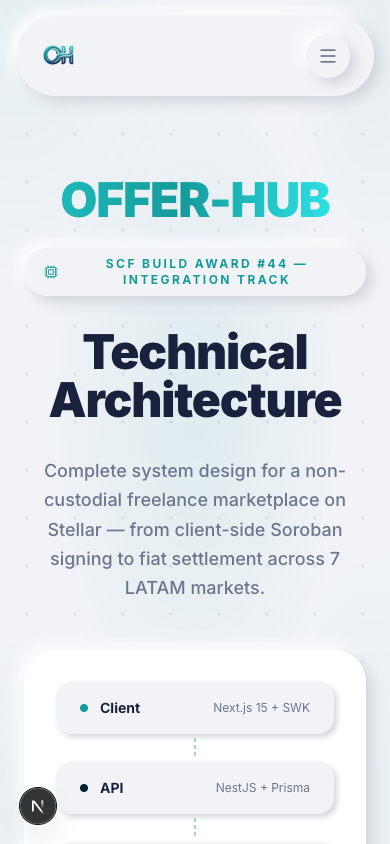 OH
OFFER-HUB
SCF BUILD AWARD #44 —
INTEGRATION TRACK
Technical
Architecture
Complete system design for a non-
custodial freelance marketplace on
Stellar — from client-side Soroban
signing to fiat settlement across 7
LATAM markets.
Client Next.js 15 + SWK
API NestJS + Prisma
N